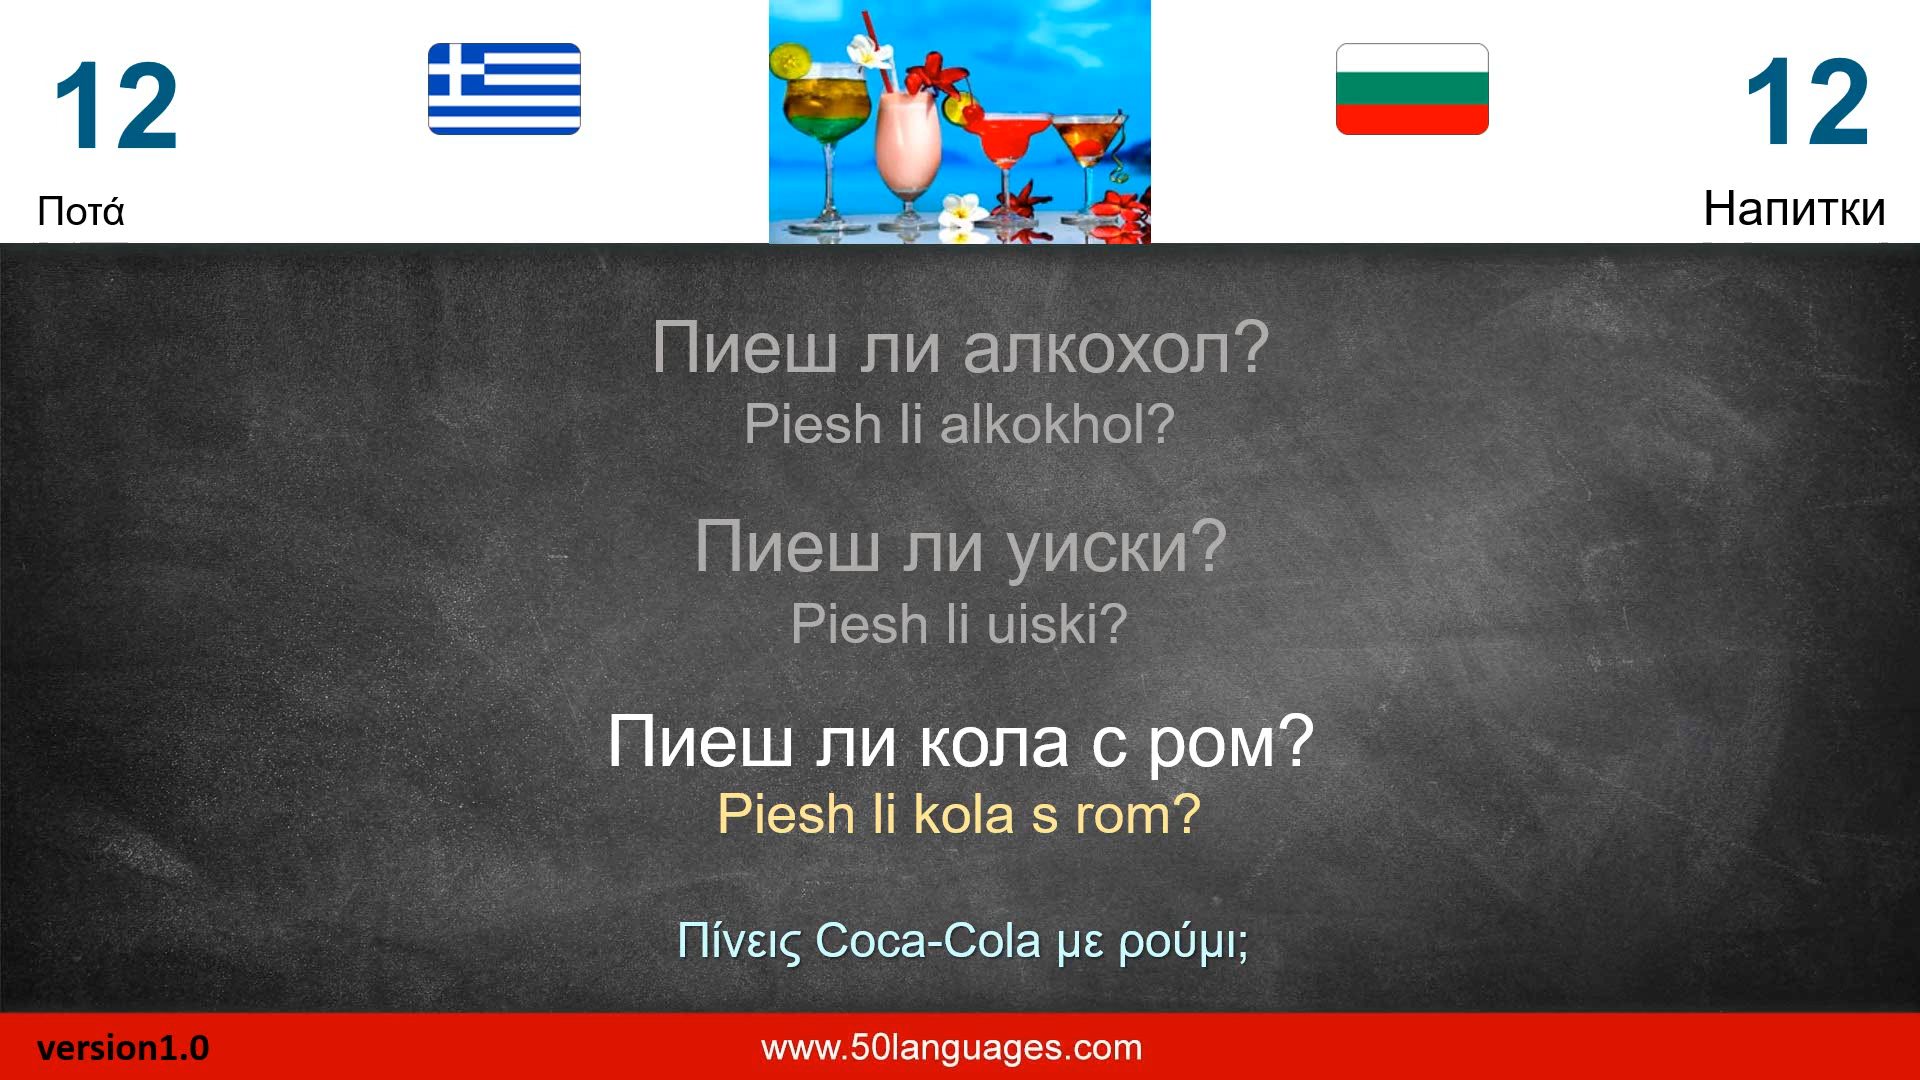 12
12
Ποτά
Напитки
Пиеш ли алкохол?
Piesh li alkokhol?
Пиеш ли уиски?
Piesh li uiski?
Пиеш ли кола с ром?
Piesh li kola s rom?
Πίνεις Coca-Cola με ρούμι;
version1.0
www.50languages.com